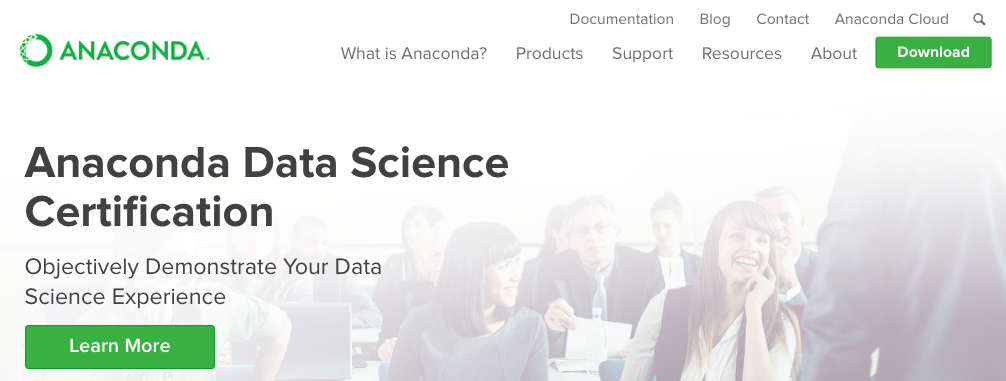 Documentation Blog Contact Anaconda Cloud
ANACONDA.
What is Anaconda? Products Support Resources About Download
Anaconda Data Science
Certification
Objectively Demonstrate Your Data
Science Experience
Learn More